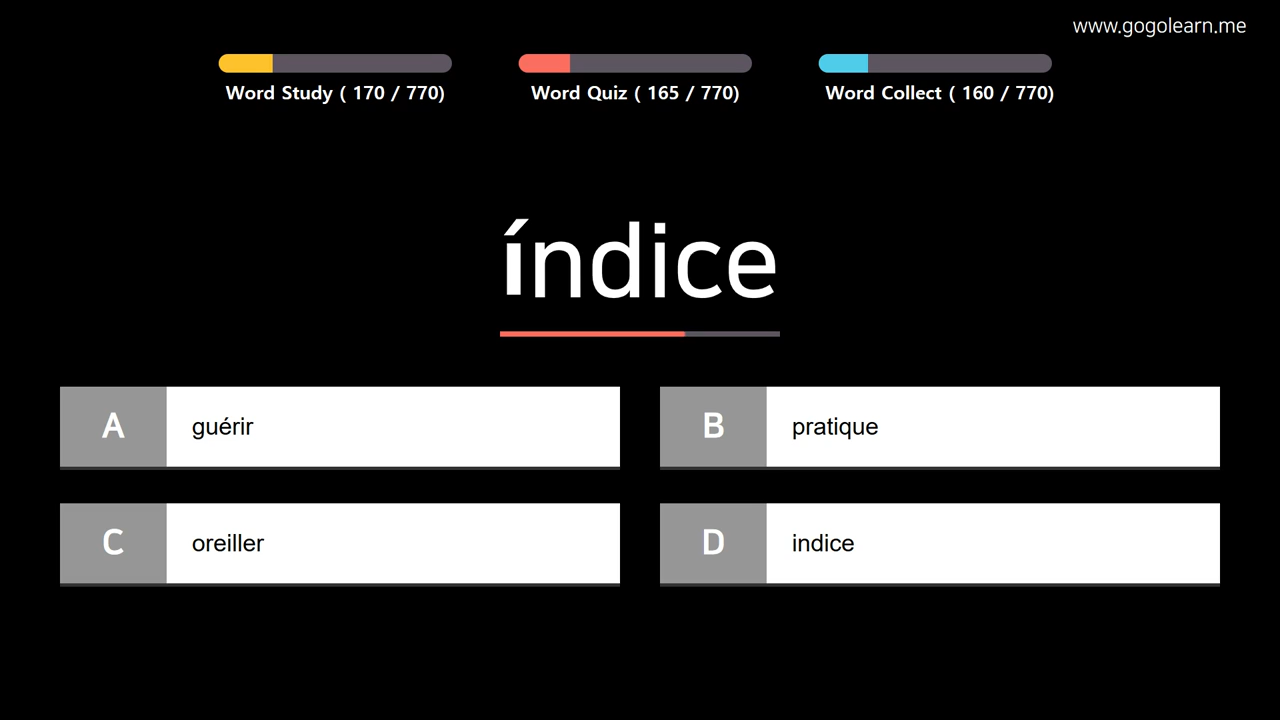 www.gogolearn.me
Word Study ( 170 / 770)
Word Quiz ( 165 / 770)
Word Collect ( 160 / 770)
índice
A guérir
B pratique
C oreiller
D indice